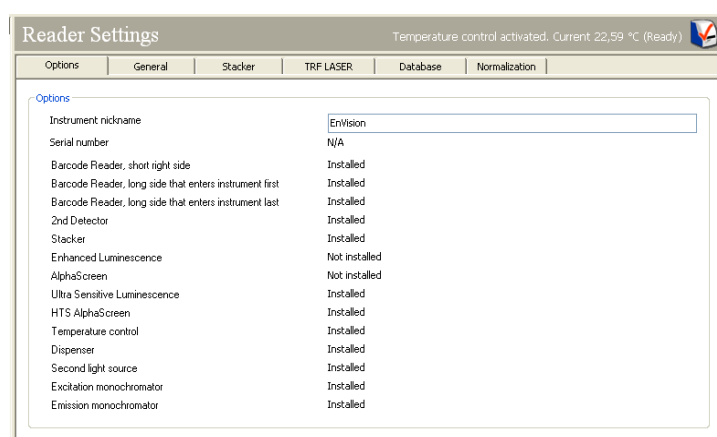 Reader Settings Temperature control activated. Current 22,59 °C (Ready)
Options General Stacker TRF LASER Database Normalization
Options
Instrument nickname EnVision
Serial number N/A
Barcode Reader, short right side Installed
Barcode Reader, long side that enters instrument first Installed
Barcode Reader, long side that enters instrument last Installed
2nd Detector Installed
Stacker Installed
Enhanced Luminescence Not installed
AlphaScreen Not installed
Ultra Sensitive Luminescence Installed
HTS AlphaScreen Installed
Temperature control Installed
Dispenser Installed
Second light source Installed
Excitation monochromator Installed
Emission monochromator Installed